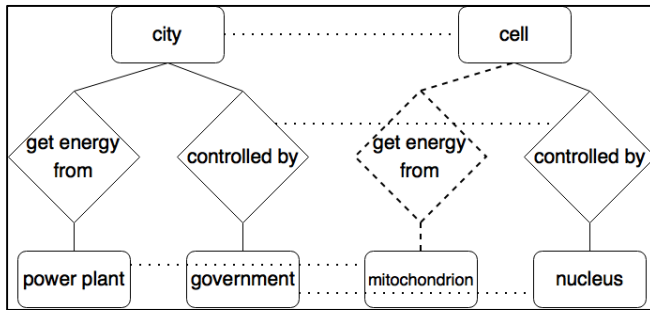 city
cell
get energy
from
controlled by
get energy
from
controlled by
power plant
government
mitochondrion
nucleus